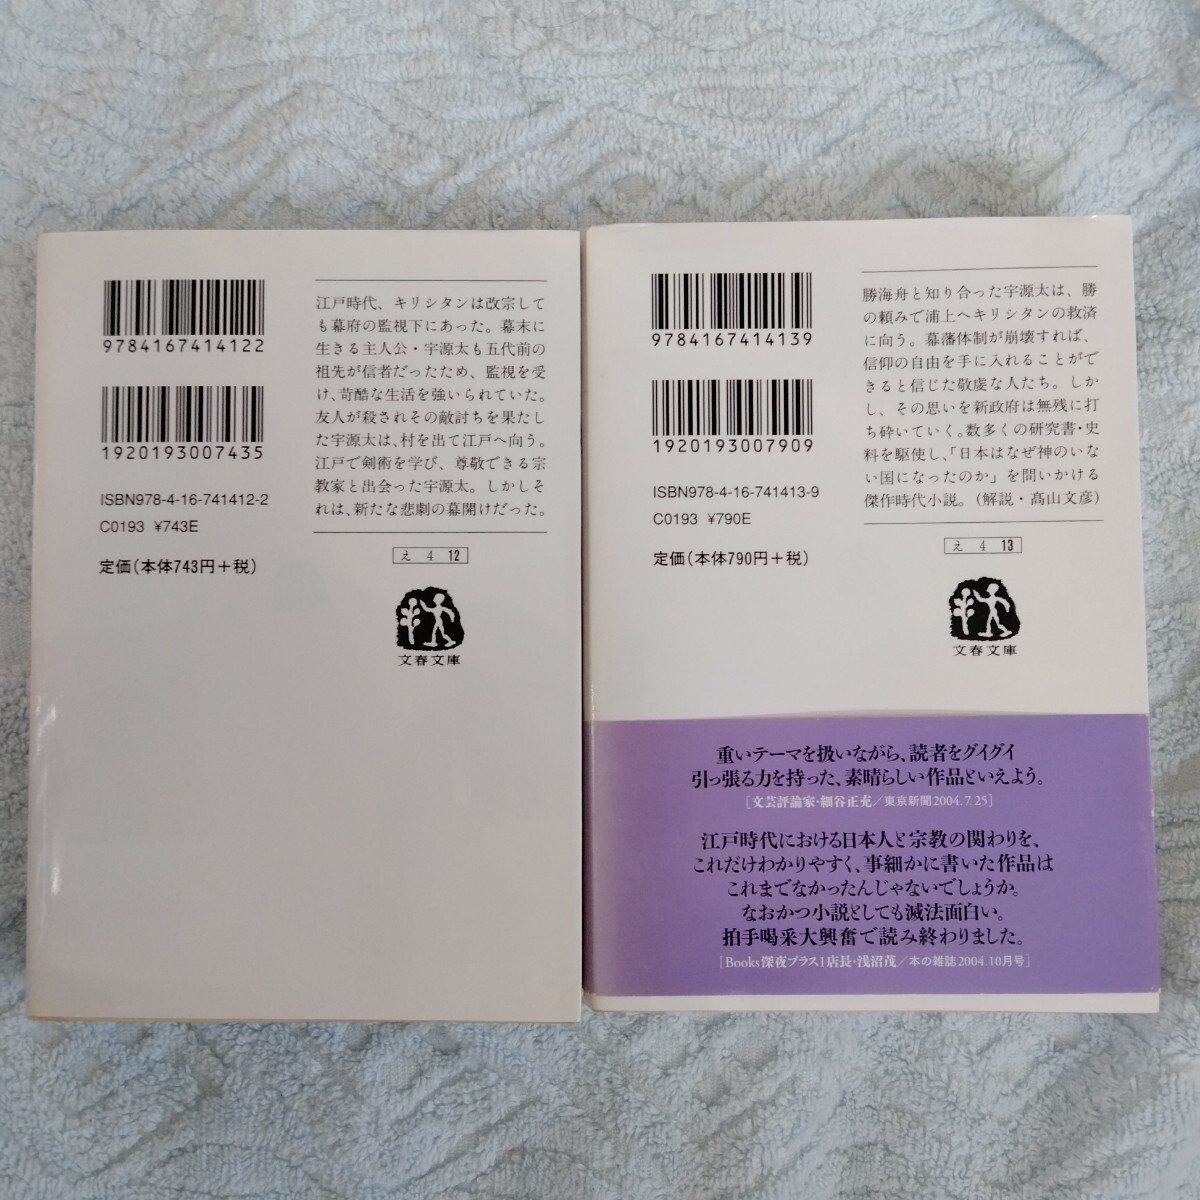 9784167414122
1920193007435
ISBN978-4-16-741412-2
C0193 ¥743E
定価(本体743円+税)
江戸時代、キリシタンは改宗して
も幕府の監視下にあった。幕末に
生きる主人公・宇源太も五代前の
祖先が信者だったため、監視を受
け、苛酷な生活を強いられていた。
友人が殺されその敵討ちを果たし
た宇源太は、村を出て江戸へ向う。
江戸で剣術を学び、尊敬できる宗
教家と出会った宇源太。しかしそ
れは、新たな悲劇の幕開けだった。
え 4 12
文春文庫
9784167414139
1920193007909
ISBN978-4-16-741413-9
C0193 ¥790E
定価(本体790円+税)
勝海舟と知り合った宇源太は、勝
の頼みで浦上へキリシタンの救済
に向う。幕藩体制が崩壊すれば、
信仰の自由を手に入れることがで
きると信じた敬虔な人たち。しか
し、その思いを新政府は無残に打
ち砕いていく。数多くの研究書・史
料を駆使し、「日本はなぜ神のいな
い国になったのか」を問いかける
傑作時代小説。(解説・髙山文彦)
え 4 13
文春文庫
重いテーマを扱いながら、読者をグイグイ
引っ張る力を持った、素晴らしい作品といえよう。
[文芸評論家・細谷正充/東京新聞2004.7.25]
江戸時代における日本人と宗教の関わりを、
これだけわかりやすく、事細かに書いた作品は
これまでなかったんじゃないでしょうか。
なおかつ小説としても滅法面白い。
拍手喝采大興奮で読み終わりました。
[Books深夜プラス1店長・浅沼茂/本の雑誌2004.10月号]